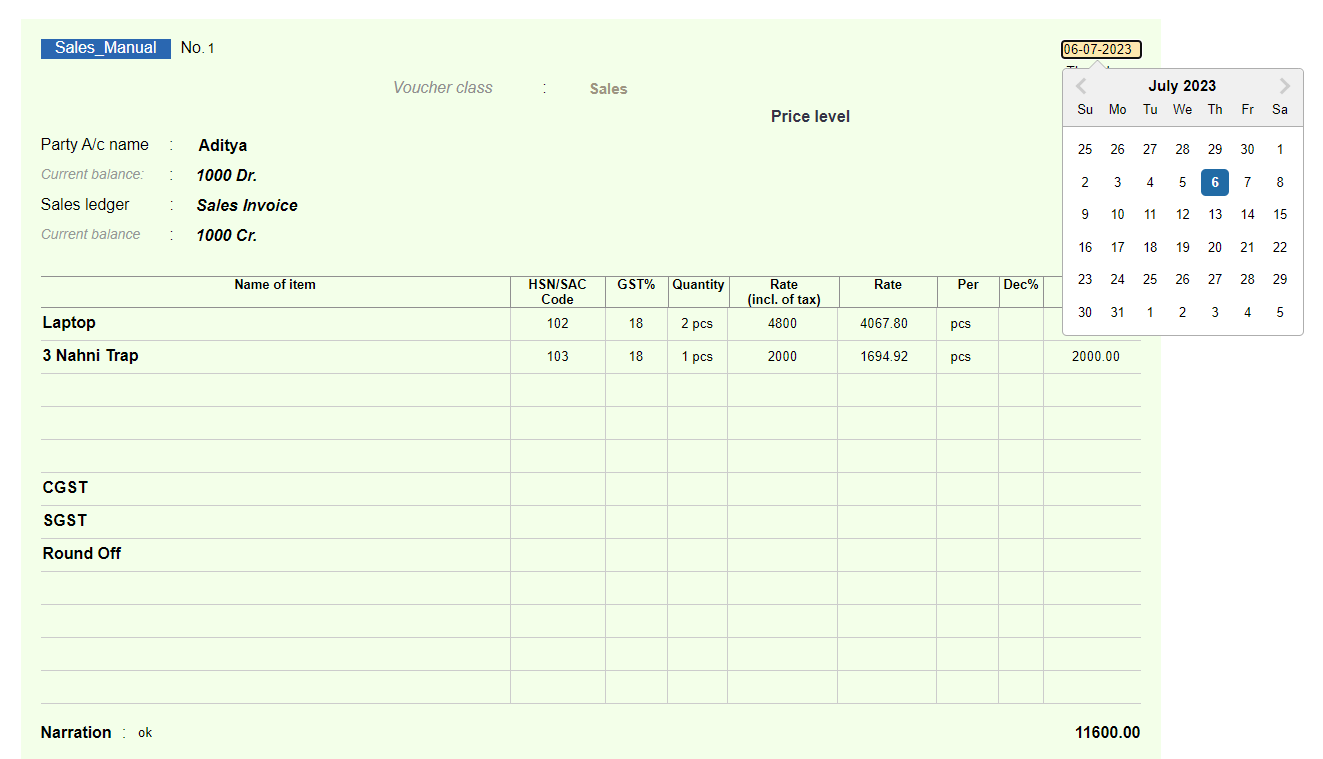 Sales_Manual No. 1 06-07-2023
Voucher class : Sales
Price level
Party A/c name : Aditya
Current balance: : 1000 Dr.
Sales ledger : Sales Invoice
Current balance : 1000 Cr.
July 2023
Su Mo Tu We Th Fr Sa
25 26 27 28 29 30 1
2 3 4 5 6 7 8
9 10 11 12 13 14 15
16 17 18 19 20 21 22
23 24 25 26 27 28 29
30 31 1 2 3 4 5
Name of item HSN/SAC GST% Quantity Rate Rate Per Dec%
Code (incl. of tax)
Laptop 102 18 2 pcs 4800 4067.80 pcs
3 Nahni Trap 103 18 1 pcs 2000 1694.92 pcs 2000.00
CGST
SGST
Round Off
Narration : ok 11600.00